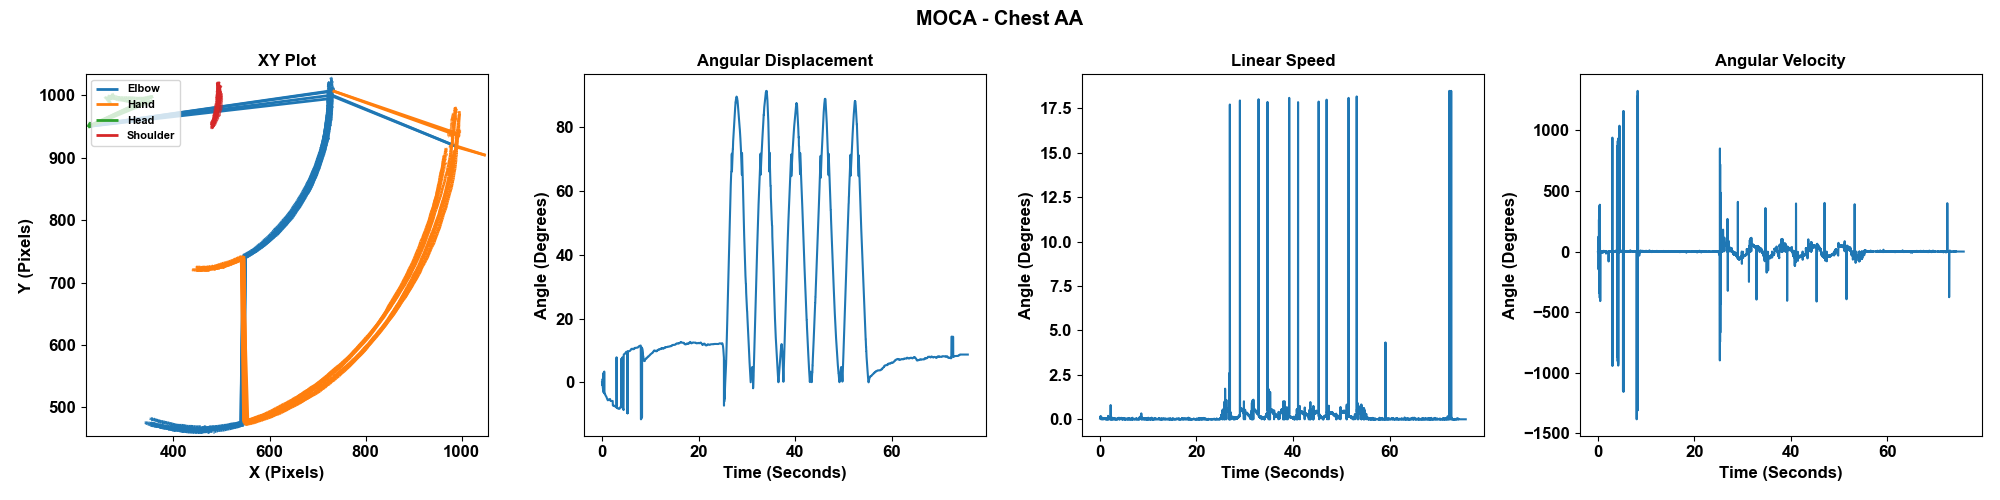 MOCA - Chest AA
XY Plot
Elbow
Hand
Head
Shoulder
1000
900
800
700
600
500
400
600
800
1000
Y (Pixels)
X (Pixels)
Angular Displacement
80
60
40
20
0
0
20
40
60
Angle (Degrees)
Time (Seconds)
Linear Speed
17.5
15.0
12.5
10.0
7.5
5.0
2.5
0.0
0
20
40
60
Angle (Degrees)
Time (Seconds)
Angular Velocity
1000
500
0
−500
−1000
−1500
0
20
40
60
Angle (Degrees)
Time (Seconds)